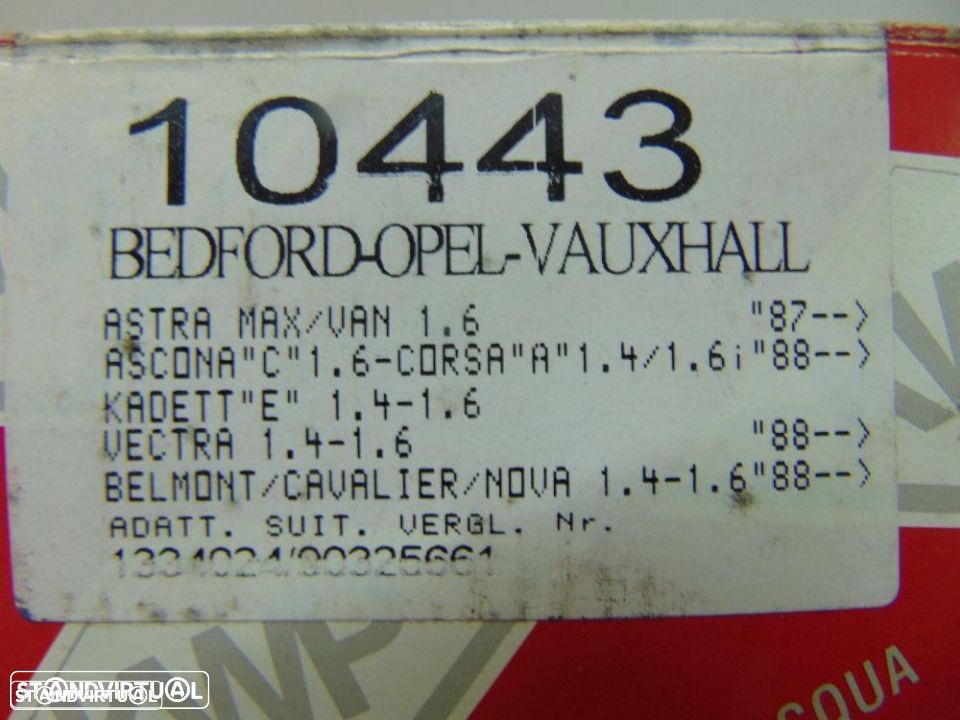 10443
BEDFORD-OPEL-VAUXHALL
ASTRA MAX/VAN 1.6 "87-->
ASCONA"C"1.6-CORSA"A"1.4/1.6i"88-->
KADETT"E" 1.4-1.6
VECTRA 1.4-1.6 "88-->
BELMONT/CAVALIER/NOVA 1.4-1.6"88-->
ADATT. SUIT. VERGL. Nr.
1334024/90325661
STANDVIRTUAL
STANDVIRTUAL